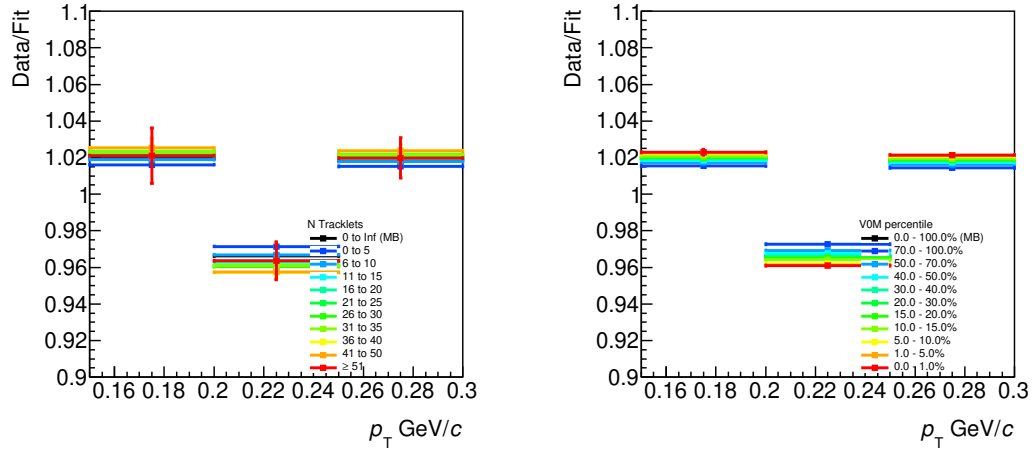 Data/Fit
1.1
1.08
1.06
1.04
1.02
1
0.98
0.96
0.94
0.92
0.9
N Tracklets
0 to Inf (MB)
0 to 5
6 to 10
11 to 15
16 to 20
21 to 25
26 to 30
31 to 35
36 to 40
41 to 50
≥ 51
0.16 0.18 0.2 0.22 0.24 0.26 0.28 0.3
p_T GeV/c
Data/Fit
1.1
1.08
1.06
1.04
1.02
1
0.98
0.96
0.94
0.92
0.9
V0M percentile
0.0 - 100.0% (MB)
70.0 - 100.0%
50.0 - 70.0%
40.0 - 50.0%
30.0 - 40.0%
20.0 - 30.0%
15.0 - 20.0%
10.0 - 15.0%
5.0 - 10.0%
1.0 - 5.0%
0.0 - 1.0%
0.16 0.18 0.2 0.22 0.24 0.26 0.28 0.3
p_T GeV/c